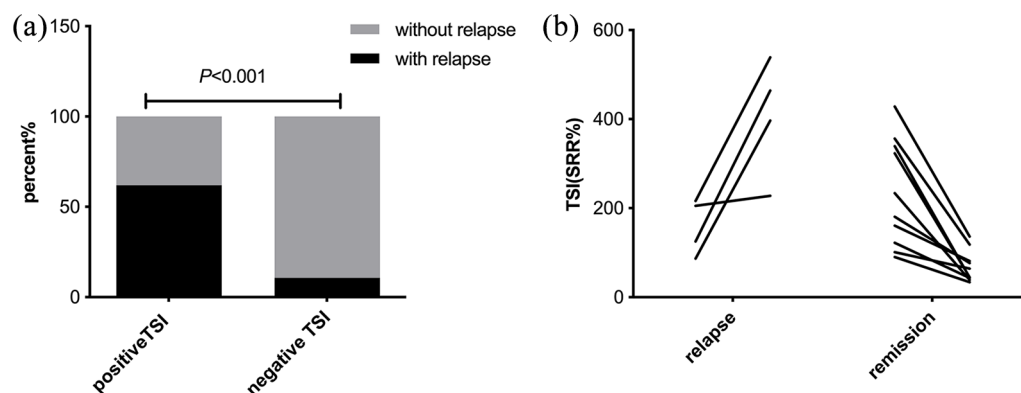 (a)
150
100
50
0
percent%
without relapse
with relapse
P<0.001
positiveTSI
negative TSI
(b)
600
400
200
0
TSI(SRR%)
relapse
remission